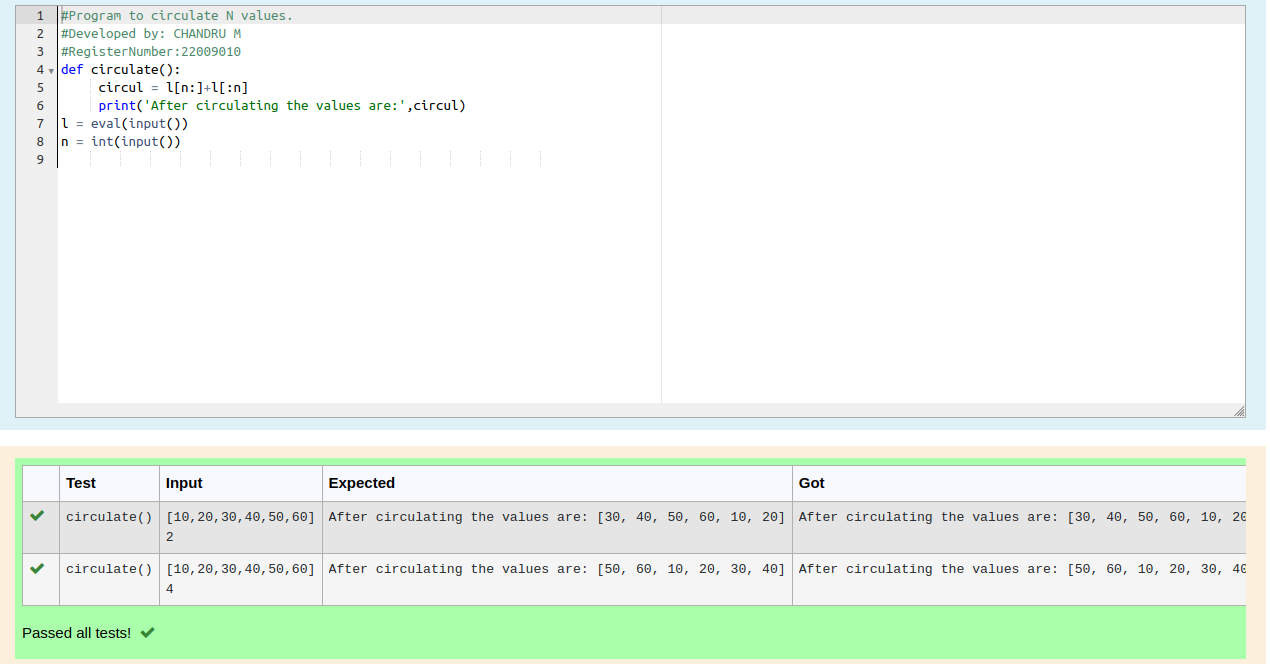 1 #Program to circulate N values.
2 #Developed by: CHANDRU M
3 #RegisterNumber:22009010
4 def circulate():
5 circul = l[n:]+l[:n]
6 print('After circulating the values are:',circul)
7 l = eval(input())
8 n = int(input())
9
Test Input Expected Got
circulate() [10,20,30,40,50,60] After circulating the values are: [30, 40, 50, 60, 10, 20] After circulating the values are: [30, 40, 50, 60, 10, 20
2
circulate() [10,20,30,40,50,60] After circulating the values are: [50, 60, 10, 20, 30, 40] After circulating the values are: [50, 60, 10, 20, 30, 40
4
Passed all tests!